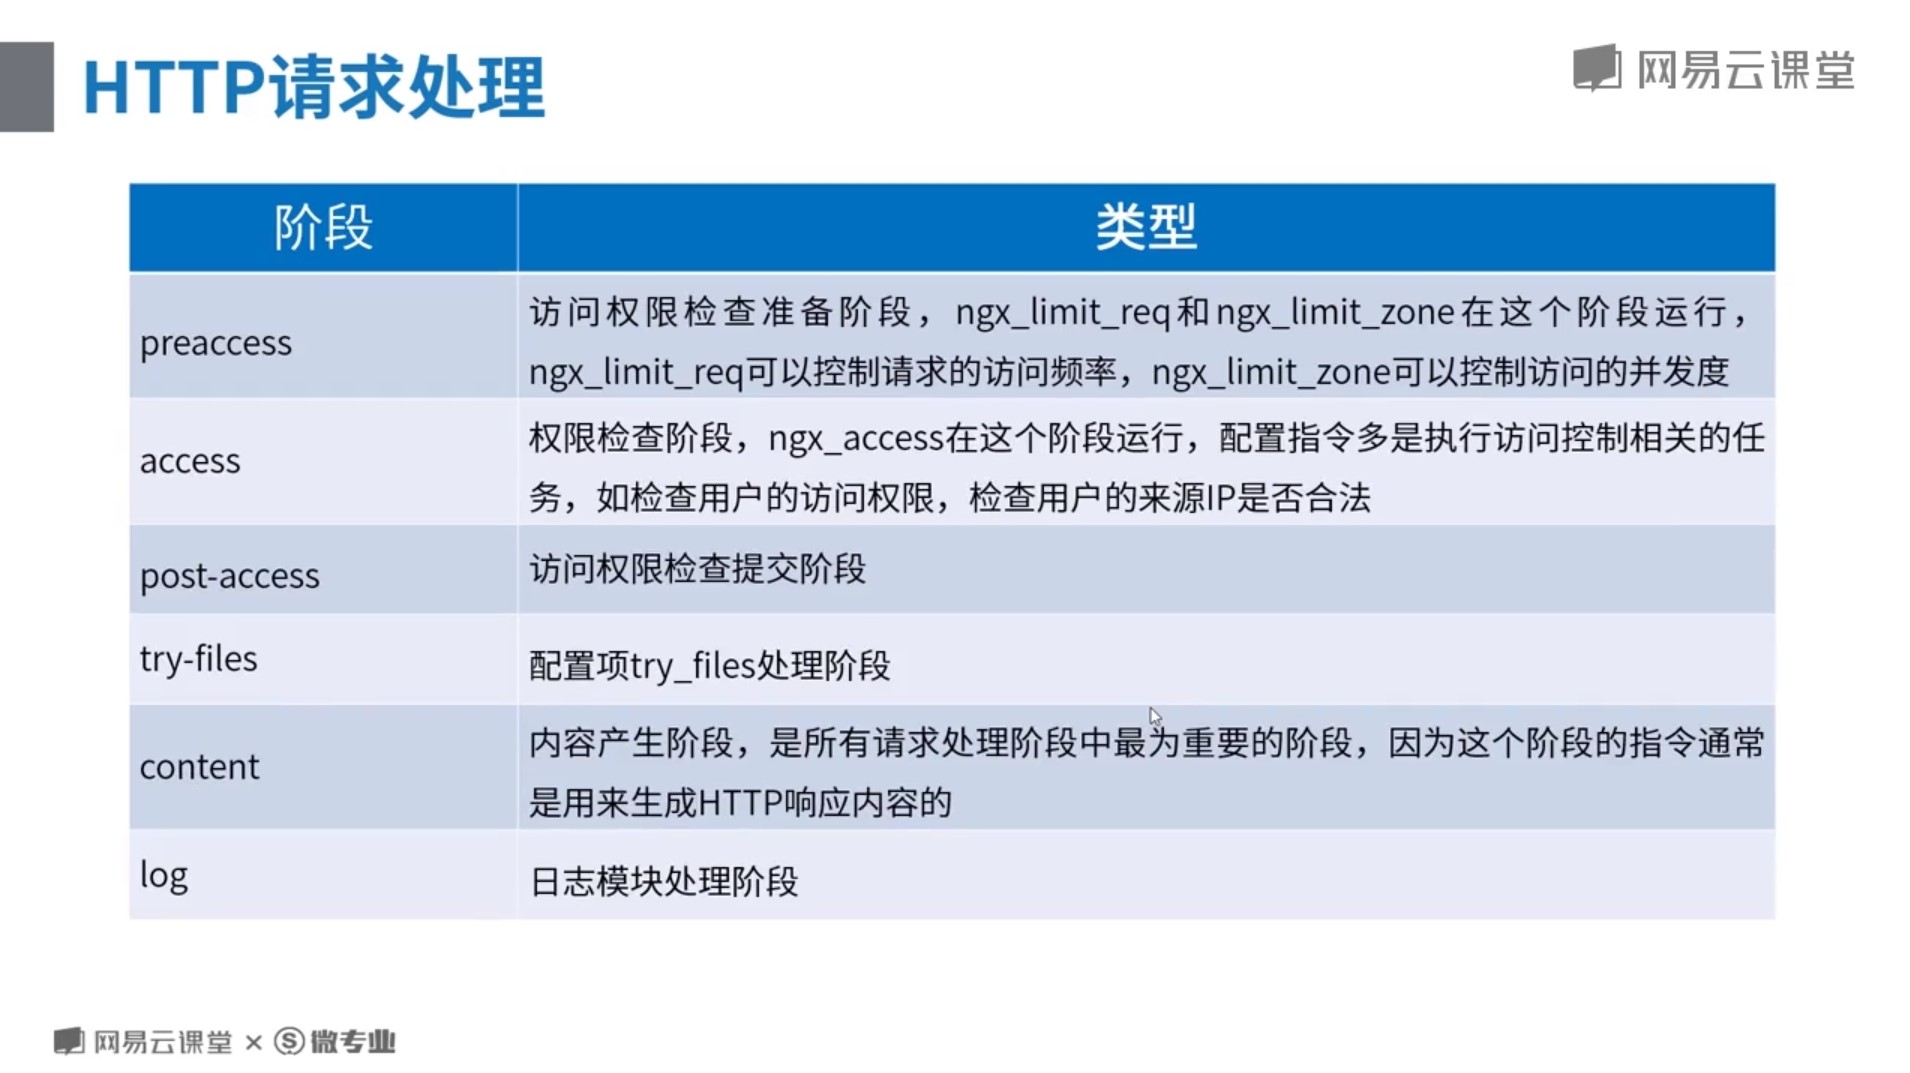 HTTP请求处理
网易云课堂
阶段
类型
preaccess
访问权限检查准备阶段，ngx_limit_req和ngx_limit_zone在这个阶段运行，
ngx_limit_req可以控制请求的访问频率，ngx_limit_zone可以控制访问的并发度
access
权限检查阶段，ngx_access在这个阶段运行，配置指令多是执行访问控制相关的任
务，如检查用户的访问权限，检查用户的来源IP是否合法
post-access
访问权限检查提交阶段
try-files
配置项try_files处理阶段
content
内容产生阶段，是所有请求处理阶段中最为重要的阶段，因为这个阶段的指令通常
是用来生成HTTP响应内容的
log
日志模块处理阶段
网易云课堂 × Ⓢ微专业